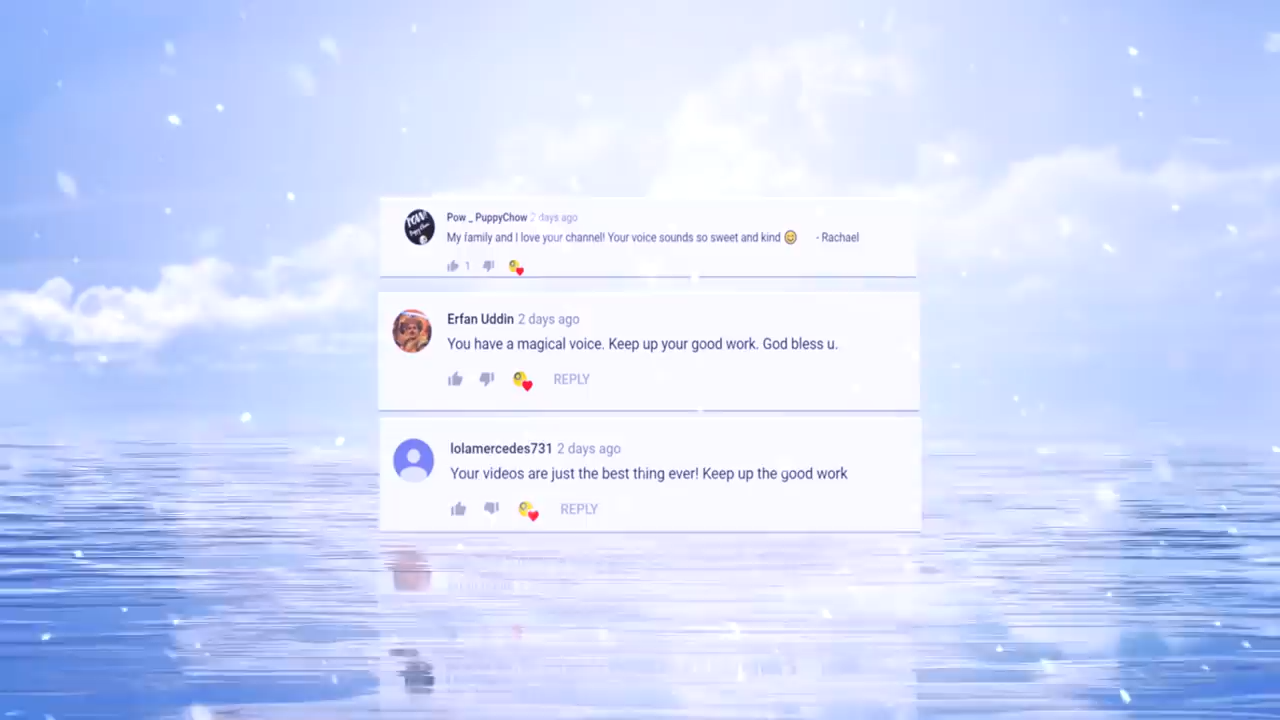 Pow _ PuppyChow 2 days ago
My family and I love your channel! Your voice sounds so sweet and kind 😊 - Rachael
1
Erfan Uddin 2 days ago
You have a magical voice. Keep up your good work. God bless u.
REPLY
lolamercedes731 2 days ago
Your videos are just the best thing ever! Keep up the good work
REPLY